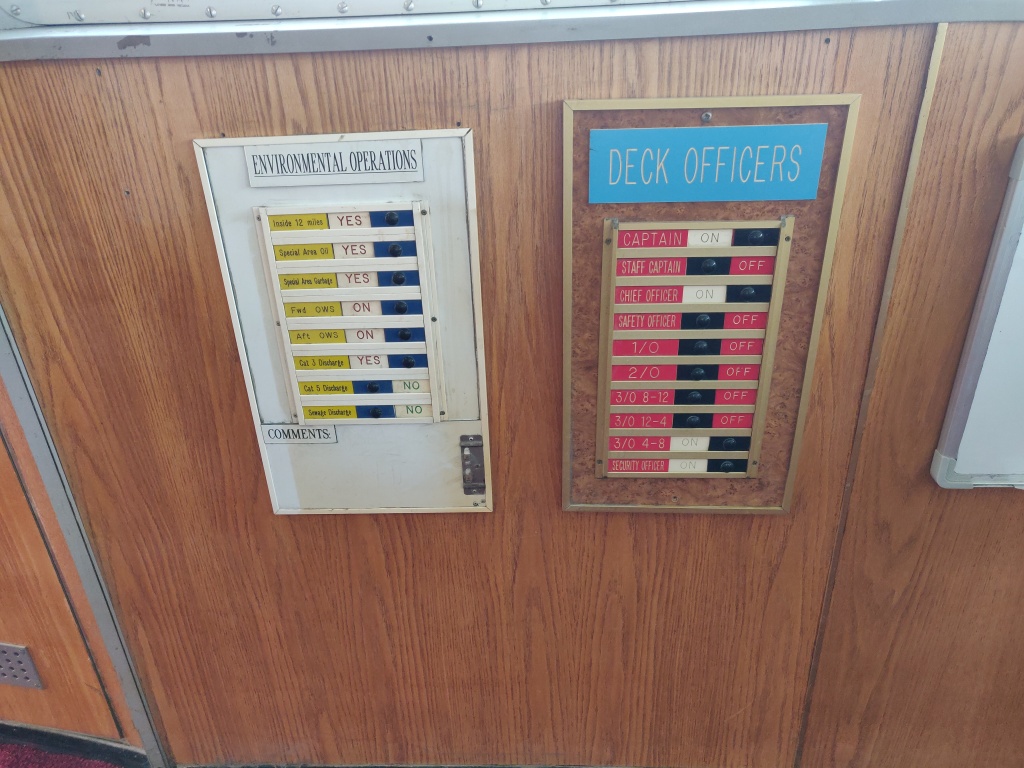 ENVIRONMENTAL OPERATIONS
Inside 12 miles YES
Special Area Oil YES
Special Area Garbage YES
Fwd OWS ON
Aft OWS ON
Cat 3 Discharge YES
Cat 5 Discharge NO
Sewage Discharge NO
COMMENTS:
DECK OFFICERS
CAPTAIN ON
STAFF CAPTAIN OFF
CHIEF OFFICER ON
SAFETY OFFICER OFF
1/O OFF
2/O OFF
3/O 8-12 OFF
3/O 12-4 OFF
3/O 4-8 ON
SECURITY OFFICER ON